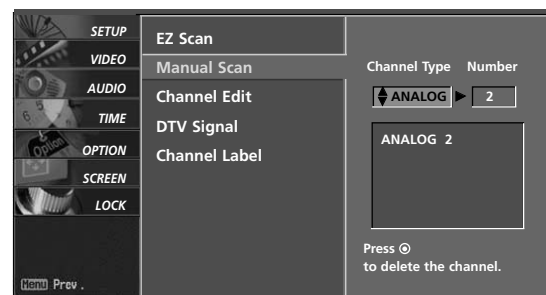 SETUP
VIDEO
AUDIO
TIME
OPTION
SCREEN
LOCK
Menu Prev .
EZ Scan
Manual Scan
Channel Edit
DTV Signal
Channel Label
Channel Type Number
ANALOG 2
ANALOG 2
Press
to delete the channel.
Option